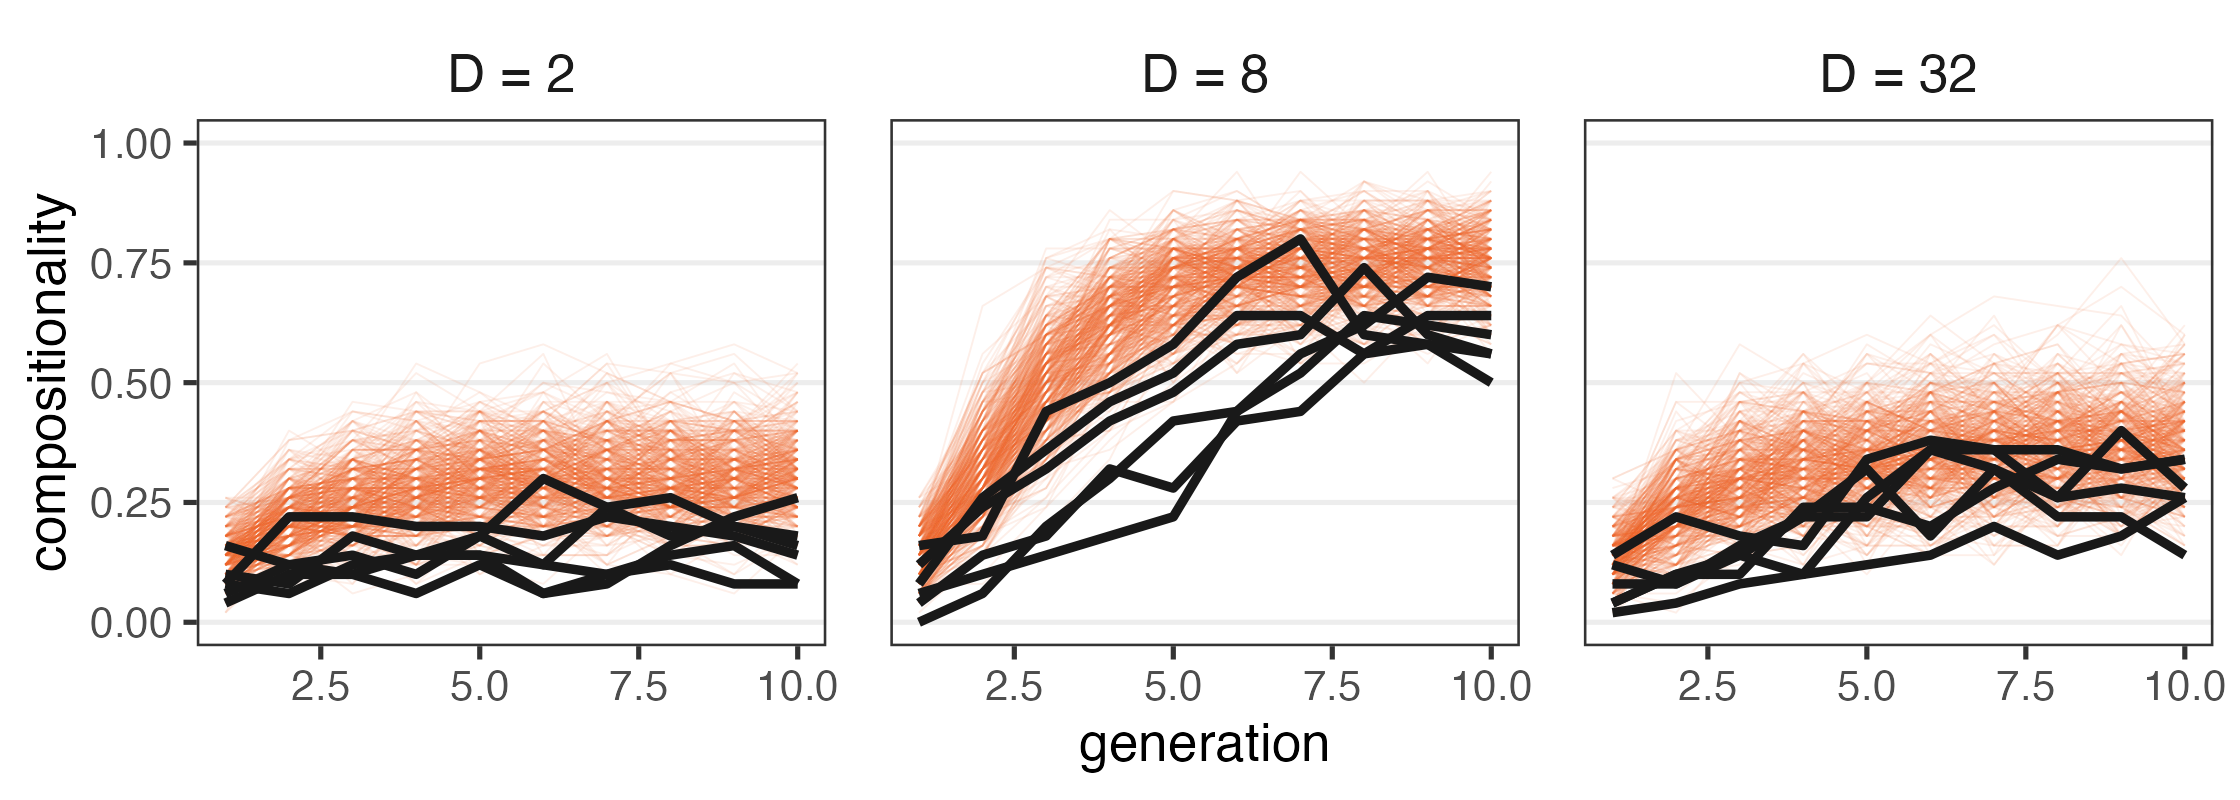 D = 2
D = 8
D = 32
compositionality
1.00
0.75
0.50
0.25
0.00
2.5 5.0 7.5 10.0
2.5 5.0 7.5 10.0
2.5 5.0 7.5 10.0
generation